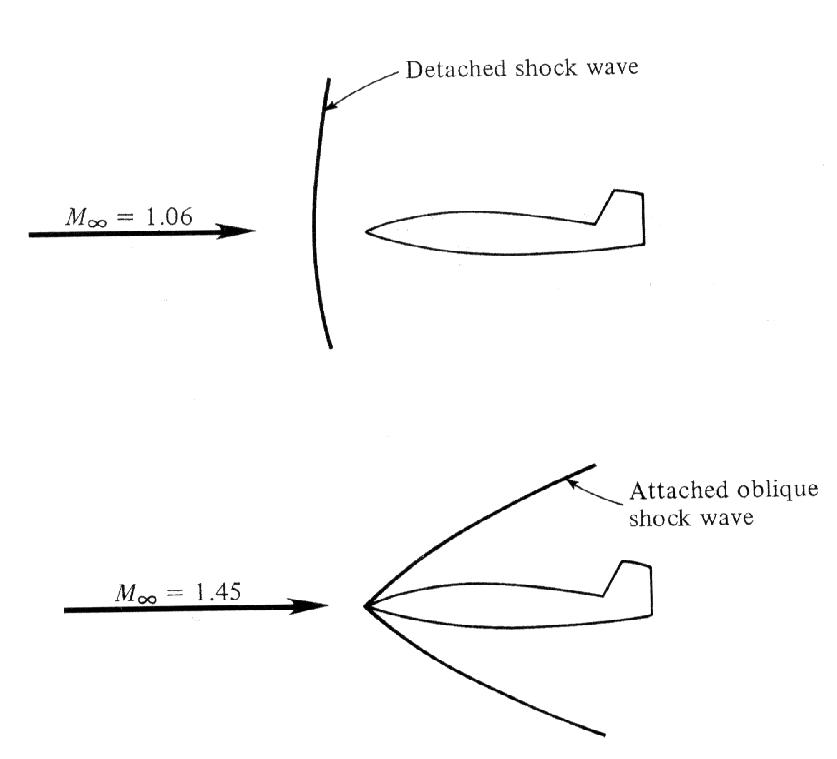 Detached shock wave
M∞ = 1.06
Attached oblique
shock wave
M∞ = 1.45